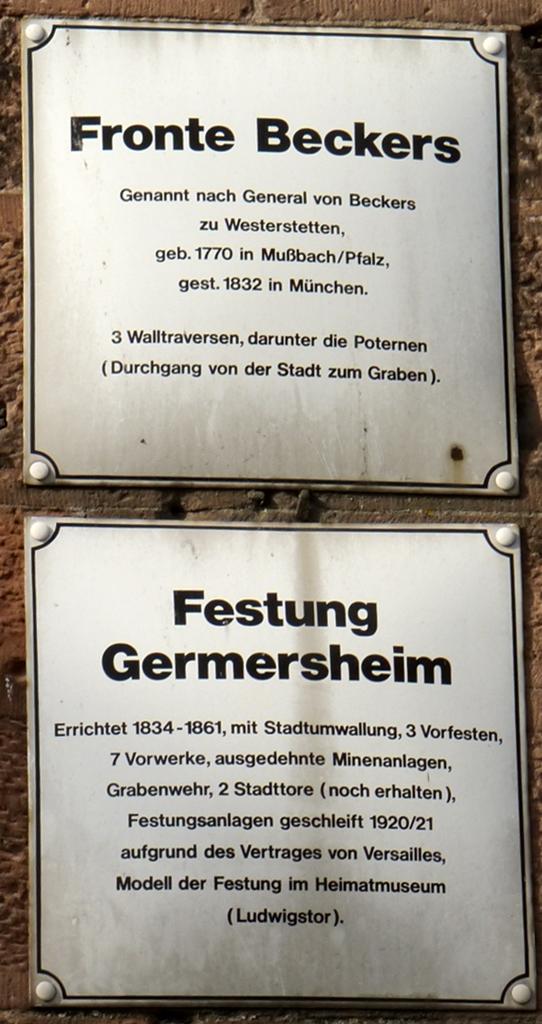 Fronte Beckers
Genannt nach General von Beckers
zu Westerstetten,
geb. 1770 in Mußbach/Pfalz,
gest. 1832 in München.
3 Walltraversen, darunter die Poternen
(Durchgang von der Stadt zum Graben).
Festung
Germersheim
Errichtet 1834-1861, mit Stadtumwallung, 3 Vorfesten,
7 Vorwerke, ausgedehnte Minenanlagen,
Grabenwehr, 2 Stadttore (noch erhalten),
Festungsanlagen geschleift 1920/21
aufgrund des Vertrages von Versailles,
Modell der Festung im Heimatmuseum
(Ludwigstor).